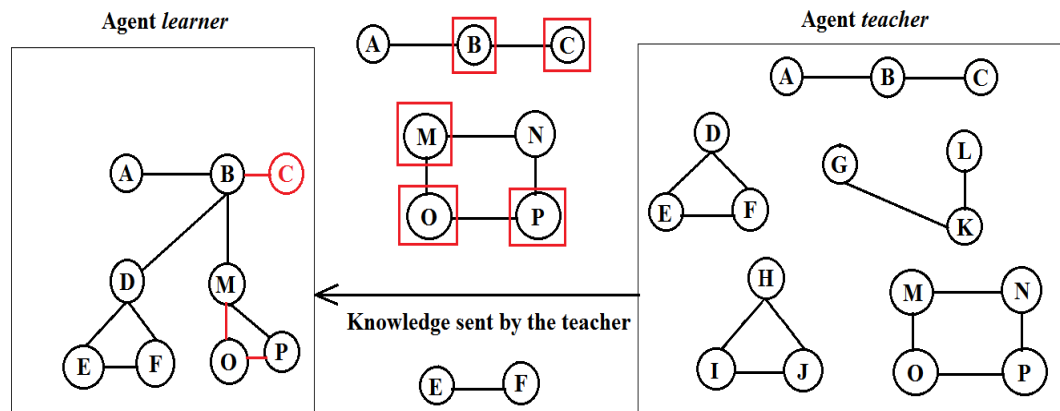 Agent learner
Agent teacher
A B C
A B C
M N
O P
D
E F
G L
K
A B C
D M
E F O P
H
I J
M N
O P
Knowledge sent by the teacher
E F